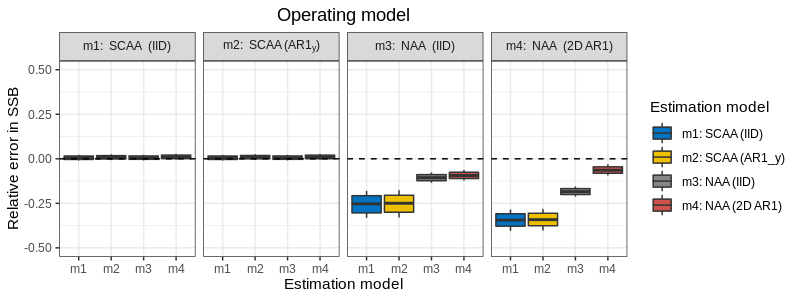 Operating model
m1: SCAA (IID)
m2: SCAA (AR1y)
m3: NAA (IID)
m4: NAA (2D AR1)
Relative error in SSB
0.50
0.25
0.00
-0.25
-0.50
m1 m2 m3 m4
m1 m2 m3 m4
m1 m2 m3 m4
m1 m2 m3 m4
Estimation model
Estimation model
m1: SCAA (IID)
m2: SCAA (AR1_y)
m3: NAA (IID)
m4: NAA (2D AR1)